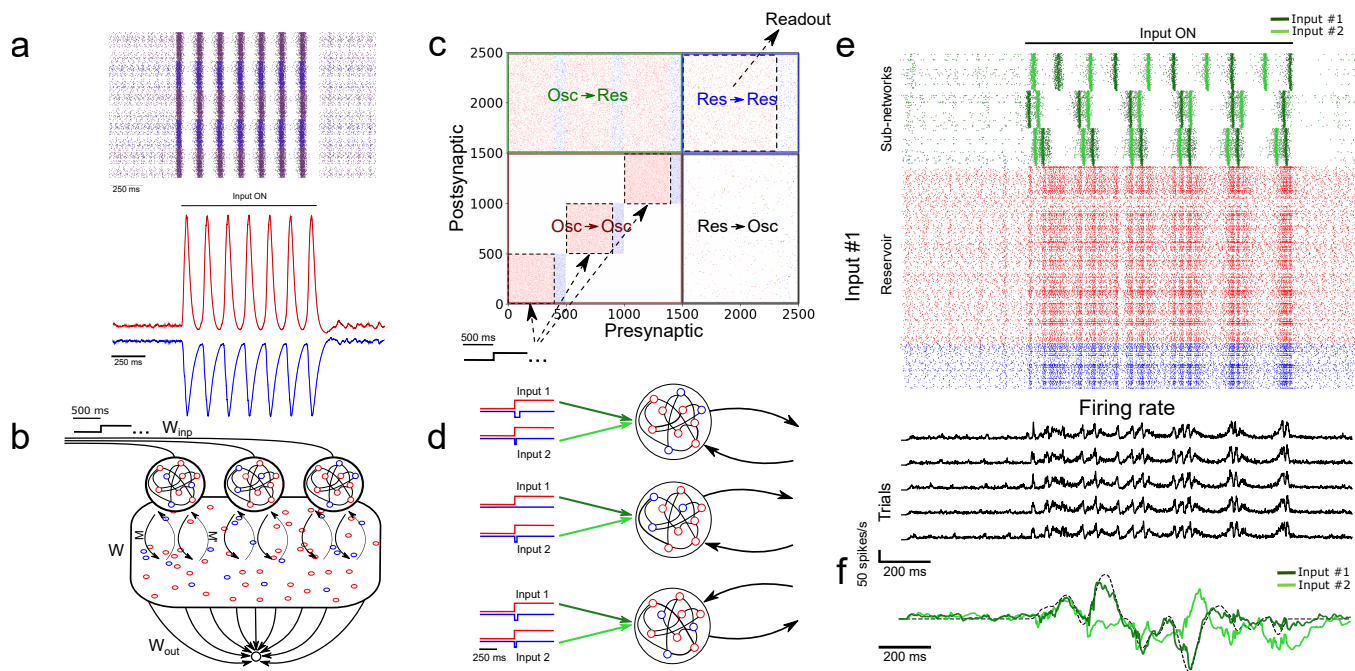 a
250 ms
Input ON
250 ms
b
500 ms
...
W_inp
W
M
M
W_out
c
Readout
Postsynaptic
2500
2000
1500
1000
500
0
Osc→Res
Res→Res
Osc→Osc
Res→Osc
0
500
1000
1500
2000
2500
Presynaptic
500 ms
...
d
Input 1
Input 2
Input 1
Input 2
Input 1
Input 2
250 ms
e
Input #1
Input #2
Input ON
Sub-networks
Input #1
Reservoir
Firing rate
Trials
50 spikes/s
200 ms
f
Input #1
Input #2
200 ms